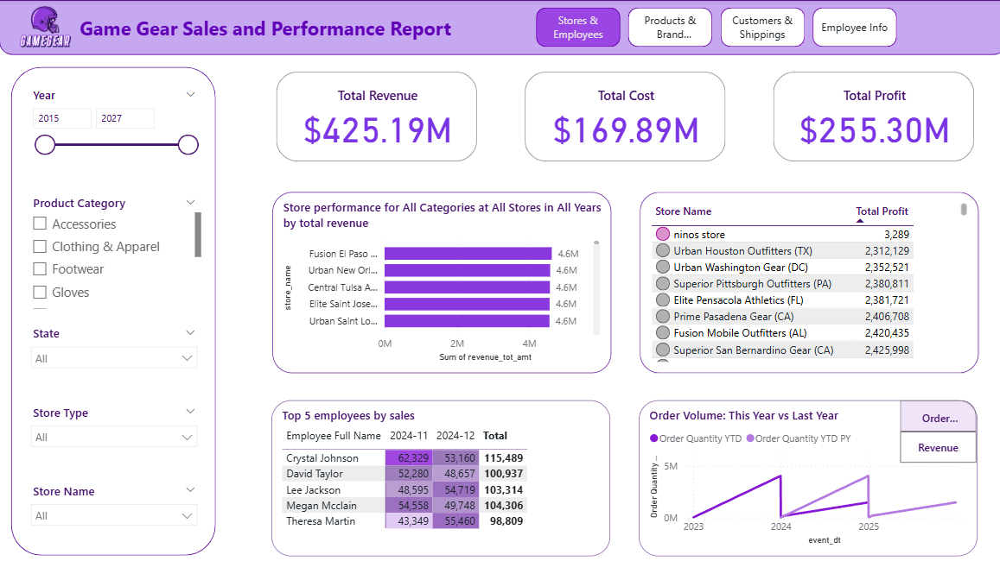 GAMEGEAR
Game Gear Sales and Performance Report
Stores &
Employees
Products &
Brand...
Customers &
Shippings
Employee Info
Year
2015
2027
Product Category
Accessories
Clothing & Apparel
Footwear
Gloves
State
All
Store Type
All
Store Name
All
Total Revenue
$425.19M
Total Cost
$169.89M
Total Profit
$255.30M
Store performance for All Categories at All Stores in All Years
by total revenue
store_name
Fusion El Paso ... 4.6M
Urban New Orl... 4.6M
Central Tulsa A... 4.6M
Elite Saint Jose... 4.6M
Urban Saint Lo... 4.6M
0M 2M 4M
Sum of revenue_tot_amt
Store Name Total Profit
ninos store 3,289
Urban Houston Outfitters (TX) 2,312,129
Urban Washington Gear (DC) 2,352,521
Superior Pittsburgh Outfitters (PA) 2,380,811
Elite Pensacola Athletics (FL) 2,381,721
Prime Pasadena Gear (CA) 2,406,708
Fusion Mobile Outfitters (AL) 2,420,435
Superior San Bernardino Gear (CA) 2,425,998
Top 5 employees by sales
Employee Full Name 2024-11 2024-12 Total
Crystal Johnson 62,329 53,160 115,489
David Taylor 52,280 48,657 100,937
Lee Jackson 48,595 54,719 103,314
Megan Mcclain 54,558 49,748 104,306
Theresa Martin 43,349 55,460 98,809
Order Volume: This Year vs Last Year
Order...
Revenue
Order Quantity YTD Order Quantity YTD PY
Order Quantity ...
5M
0M
2023 2024 2025
event_dt